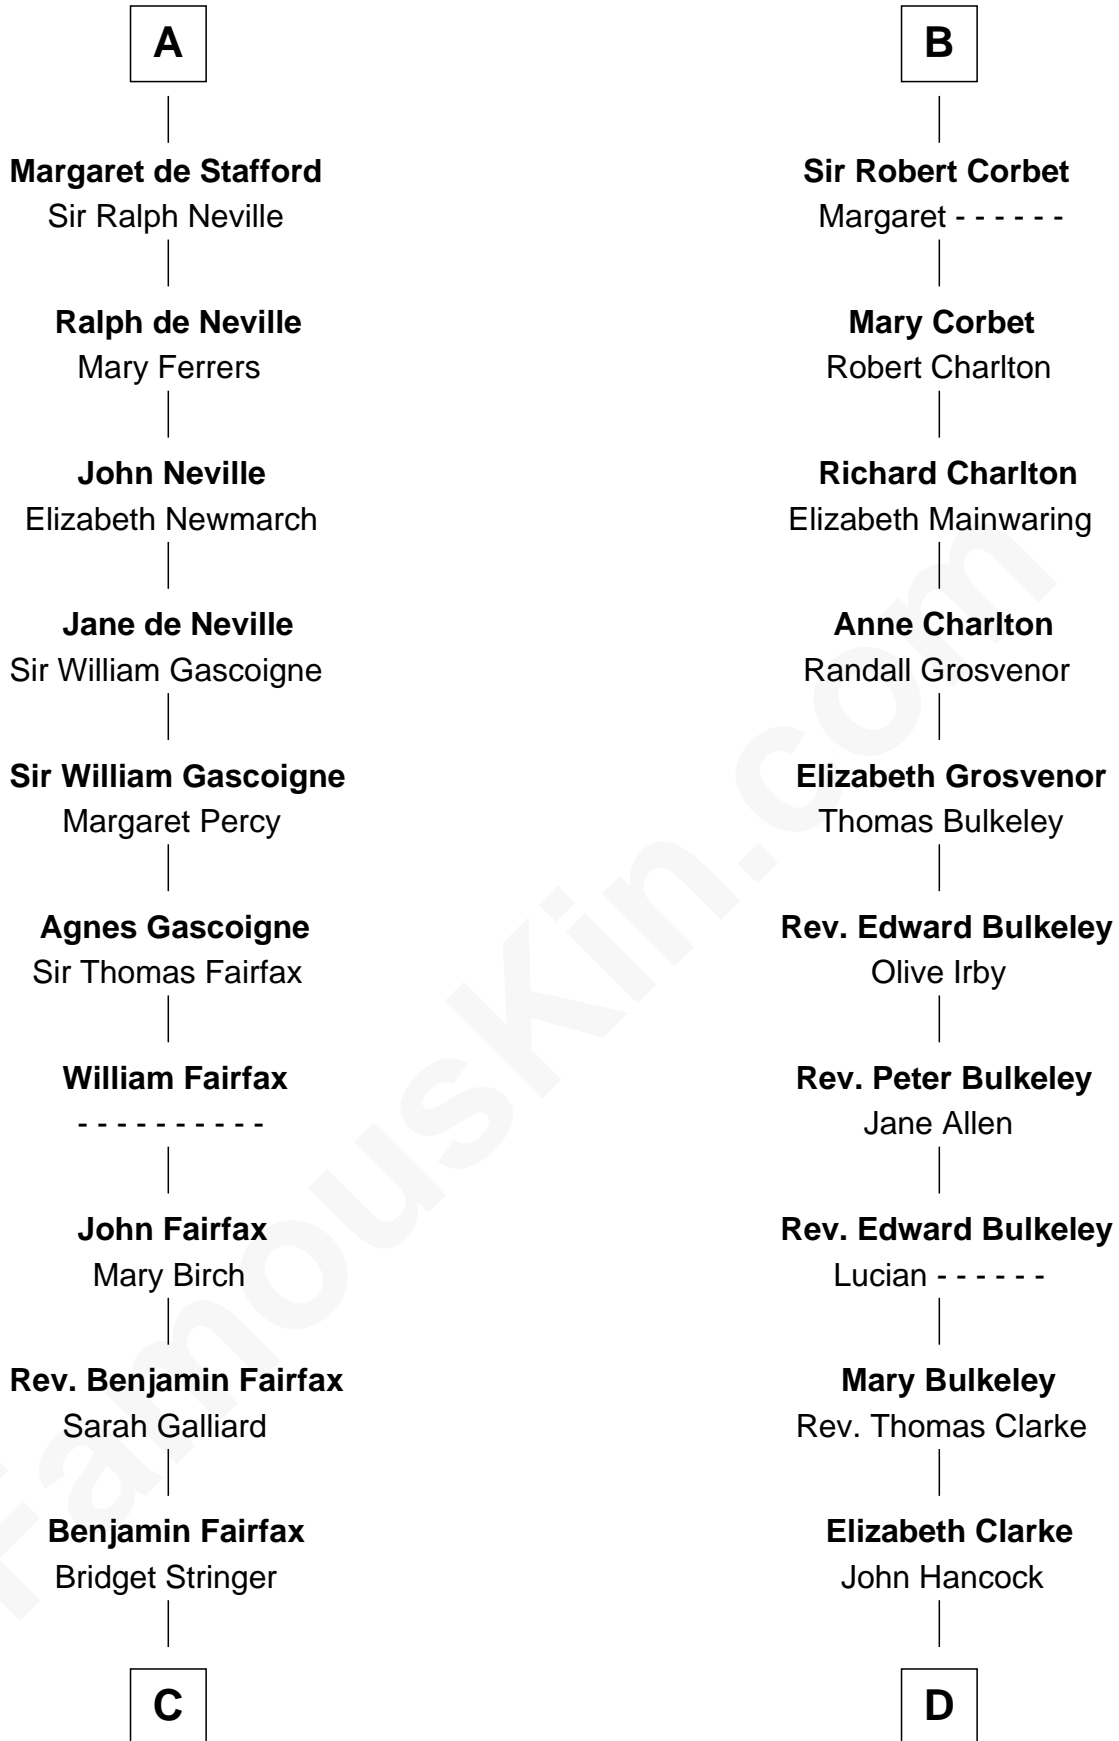 A
Margaret de Stafford
Sir Ralph Neville
Ralph de Neville
Mary Ferrers
John Neville
Elizabeth Newmarch
Jane de Neville
Sir William Gascoigne
Sir William Gascoigne
Margaret Percy
Agnes Gascoigne
Sir Thomas Fairfax
William Fairfax
- - - - - - - - - -
John Fairfax
Mary Birch
Rev. Benjamin Fairfax
Sarah Galliard
Benjamin Fairfax
Bridget Stringer
C
B
Sir Robert Corbet
Margaret - - - - - -
Mary Corbet
Robert Charlton
Richard Charlton
Elizabeth Mainwaring
Anne Charlton
Randall Grosvenor
Elizabeth Grosvenor
Thomas Bulkeley
Rev. Edward Bulkeley
Olive Irby
Rev. Peter Bulkeley
Jane Allen
Rev. Edward Bulkeley
Lucian - - - - - -
Mary Bulkeley
Rev. Thomas Clarke
Elizabeth Clarke
John Hancock
D
FamousKin.com